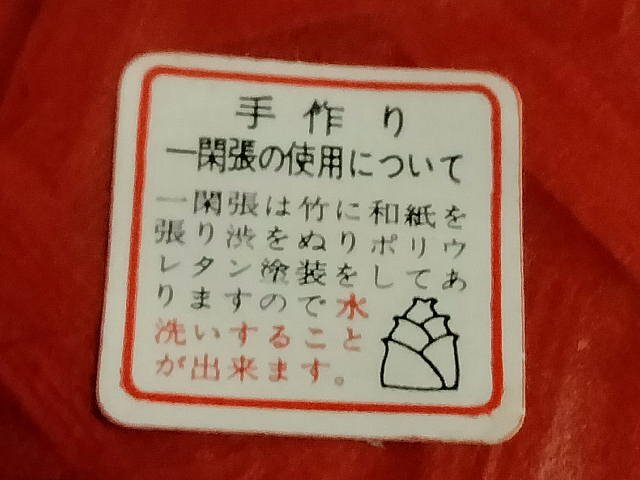 手作り
一閑張の使用について
一閑張は竹に和紙を
張り渋をぬりポリウ
レタン塗装をしてあ
りますので水
洗いすること
が出来ます。